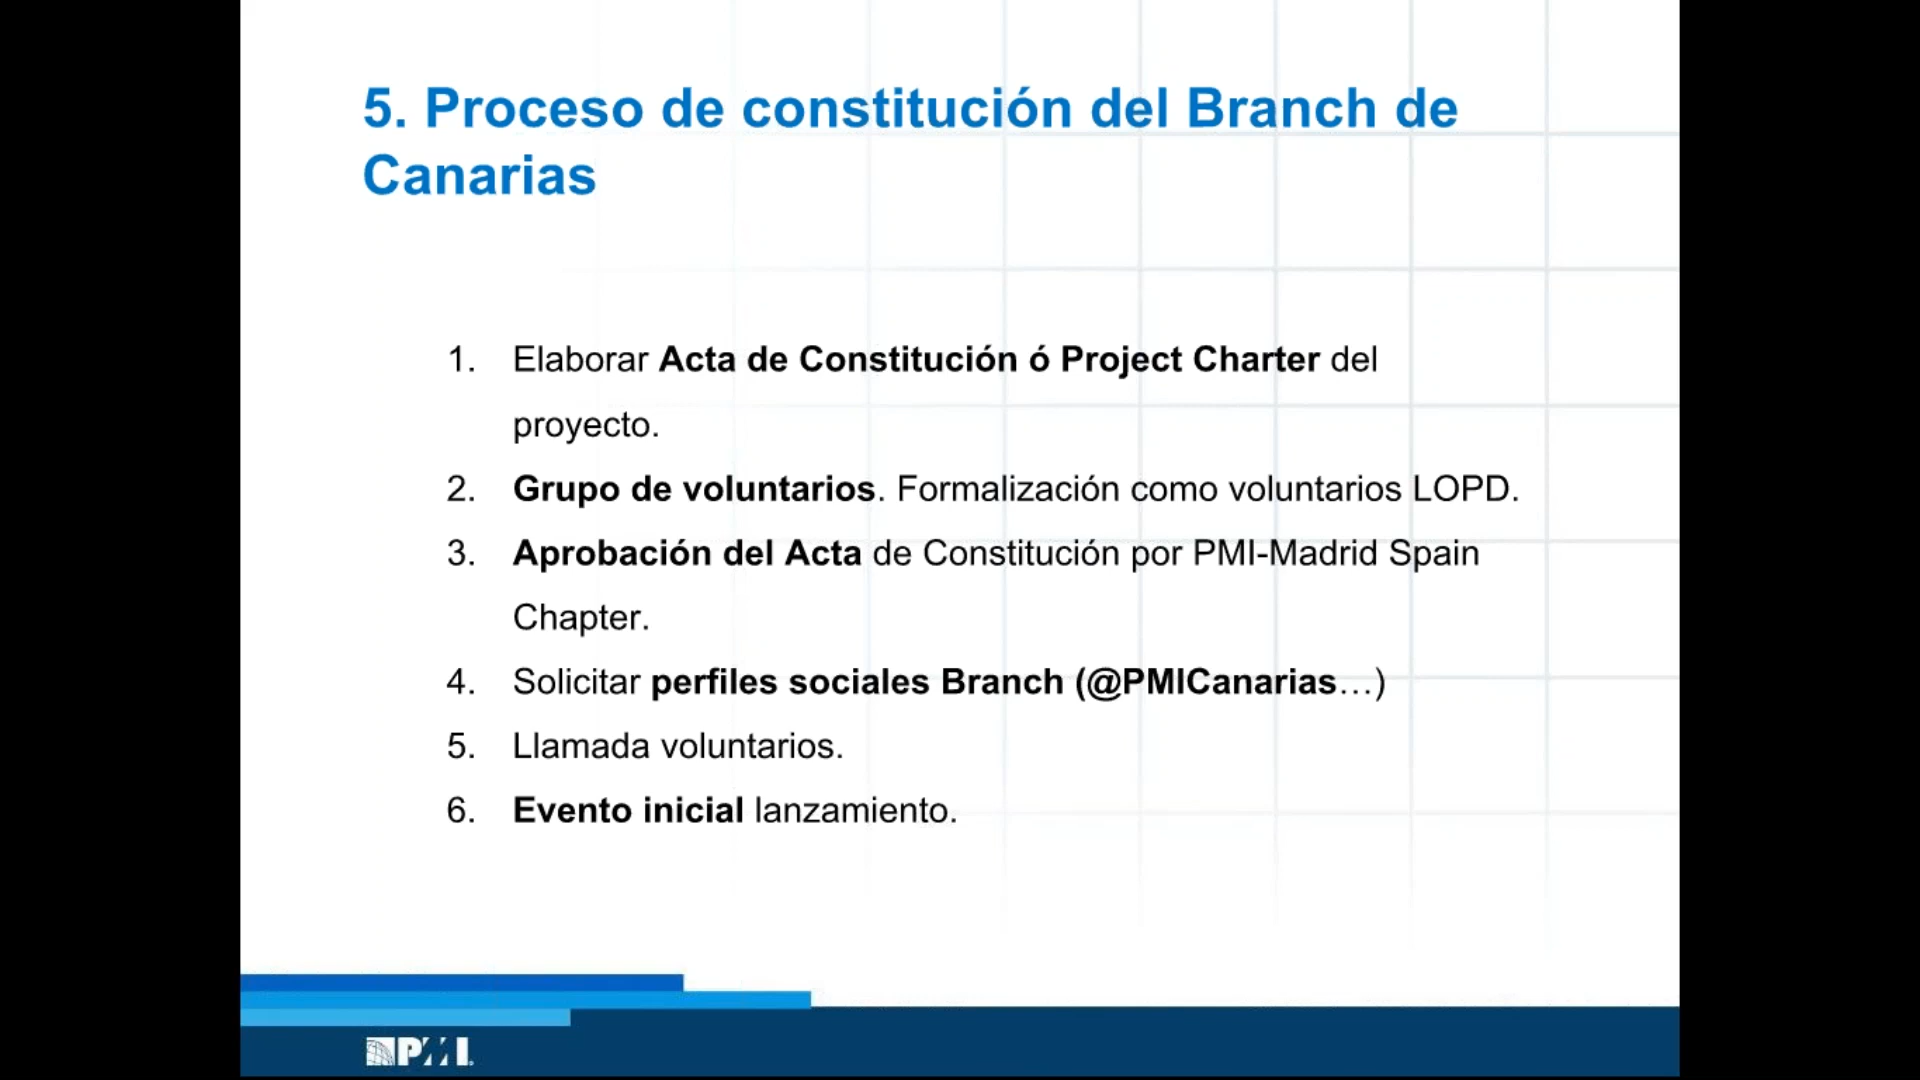 5. Proceso de constitución del Branch de
Canarias
1. Elaborar Acta de Constitución ó Project Charter del
proyecto.
2. Grupo de voluntarios. Formalización como voluntarios LOPD.
3. Aprobación del Acta de Constitución por PMI-Madrid Spain
Chapter.
4. Solicitar perfiles sociales Branch (@PMICanarias…)
5. Llamada voluntarios.
6. Evento inicial lanzamiento.
PMI